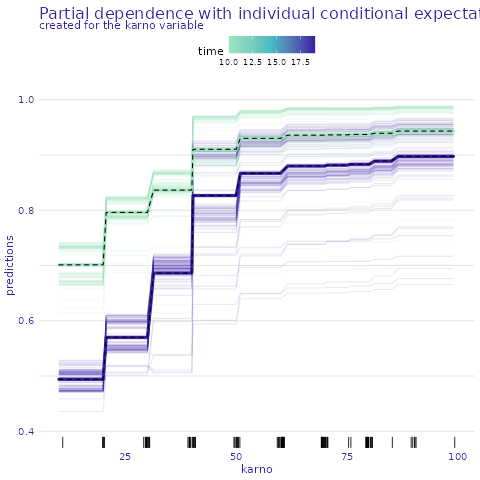 Partial dependence with individual conditional expectat
created for the karno variable
time
10.0 12.5 15.0 17.5
1.0
0.8
0.6
0.4
predictions
25 50 75 100
karno